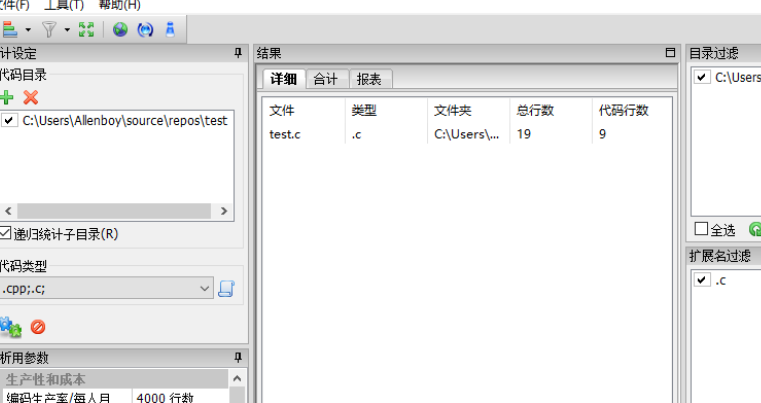 文件(F) 工具(T) 帮助(H)
计设定
代码目录
C:\Users\Allenboy\source\repos\test
递归统计子目录(R)
代码类型
.cpp;.c;
析用参数
生产性和成本
编码生产率/每人月 4000 行数
结果
详细 合计 报表
文件 类型 文件夹 总行数 代码行数
test.c .c C:\Users\... 19 9
目录过滤
C:\Users
全选
扩展名过滤
.c